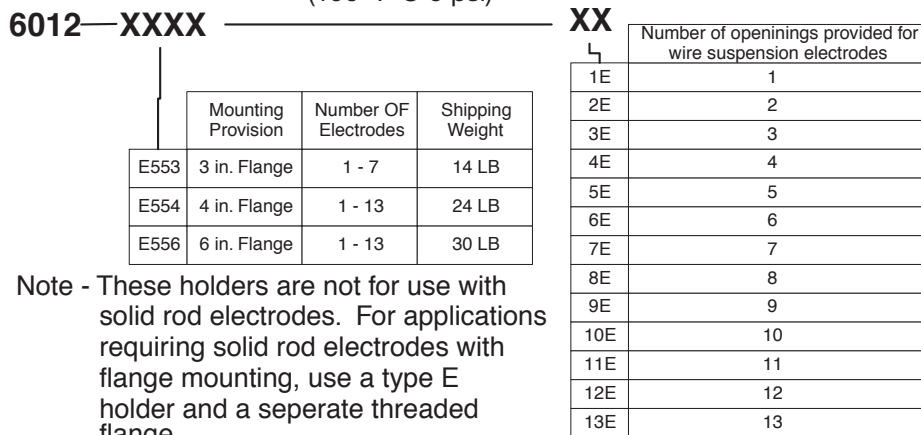 6012 XXXX XX
Number of openinings provided for
wire suspension electrodes
1E 1
2E 2
3E 3
4E 4
5E 5
6E 6
7E 7
8E 8
9E 9
10E 10
11E 11
12E 12
13E 13
Mounting Provision Number OF Electrodes Shipping Weight
E553 3 in. Flange 1 - 7 14 LB
E554 4 in. Flange 1 - 13 24 LB
E556 6 in. Flange 1 - 13 30 LB
Note - These holders are not for use with
solid rod electrodes. For applications
requiring solid rod electrodes with
flange mounting, use a type E
holder and a seperate threaded
flange